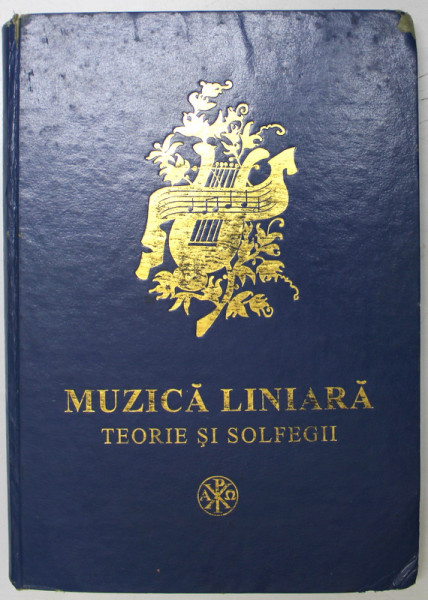 MUZICĂ LINIARĂ
TEORIE ȘI SOLFEGII
Α Ρ Ω